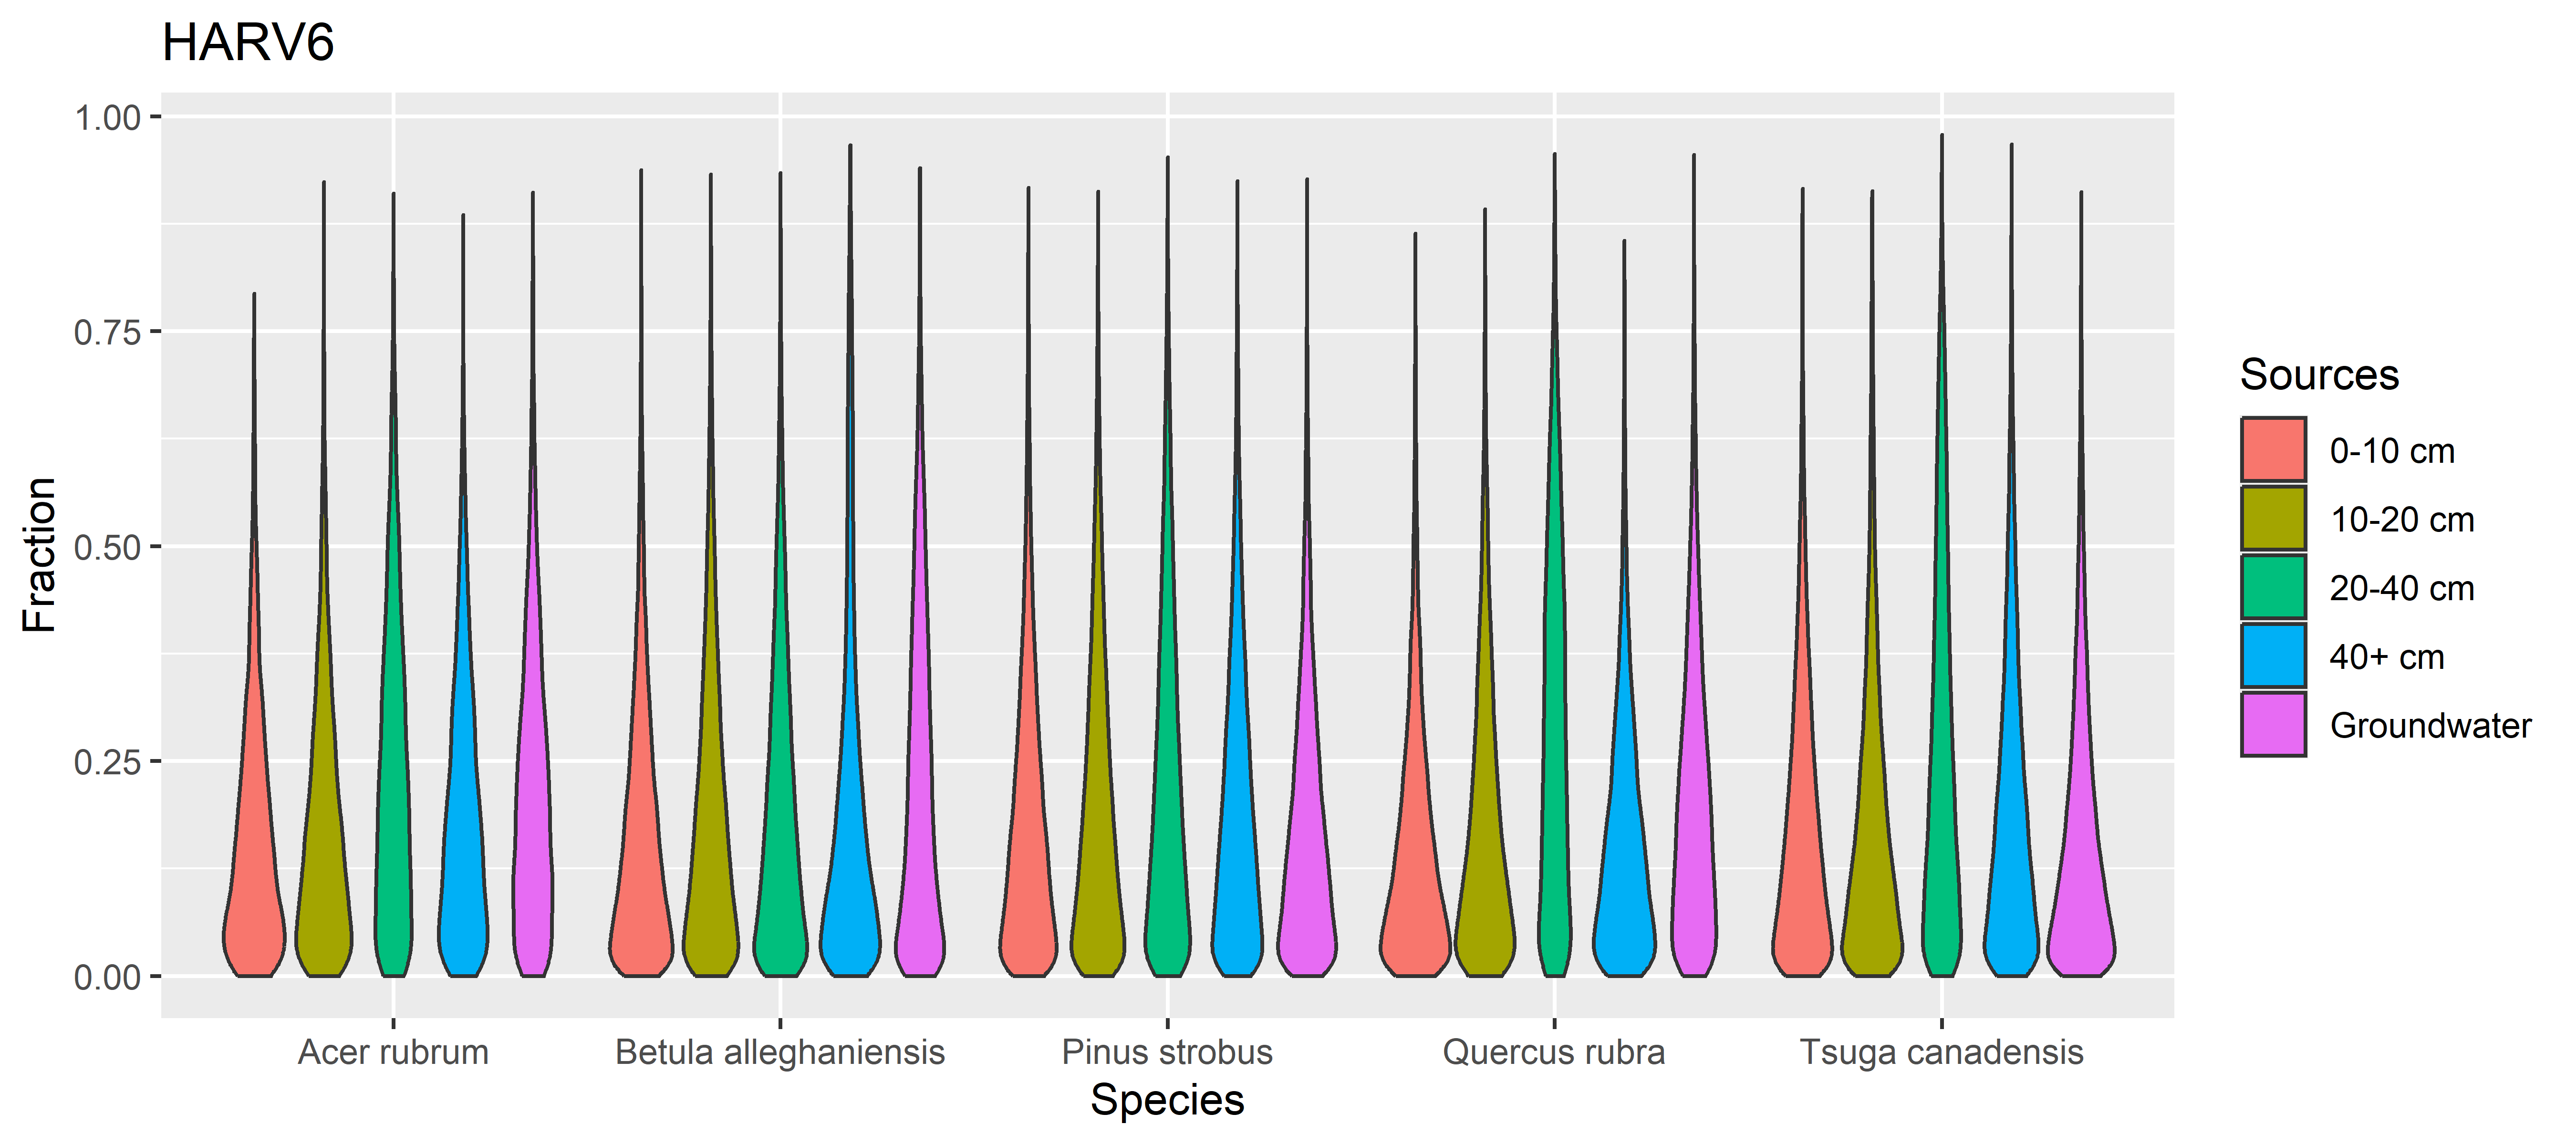 HARV6
1.00
0.75
0.50
0.25
0.00
Fraction
Acer rubrum
Betula alleghaniensis
Pinus strobus
Quercus rubra
Tsuga canadensis
Species
Sources
0-10 cm
10-20 cm
20-40 cm
40+ cm
Groundwater